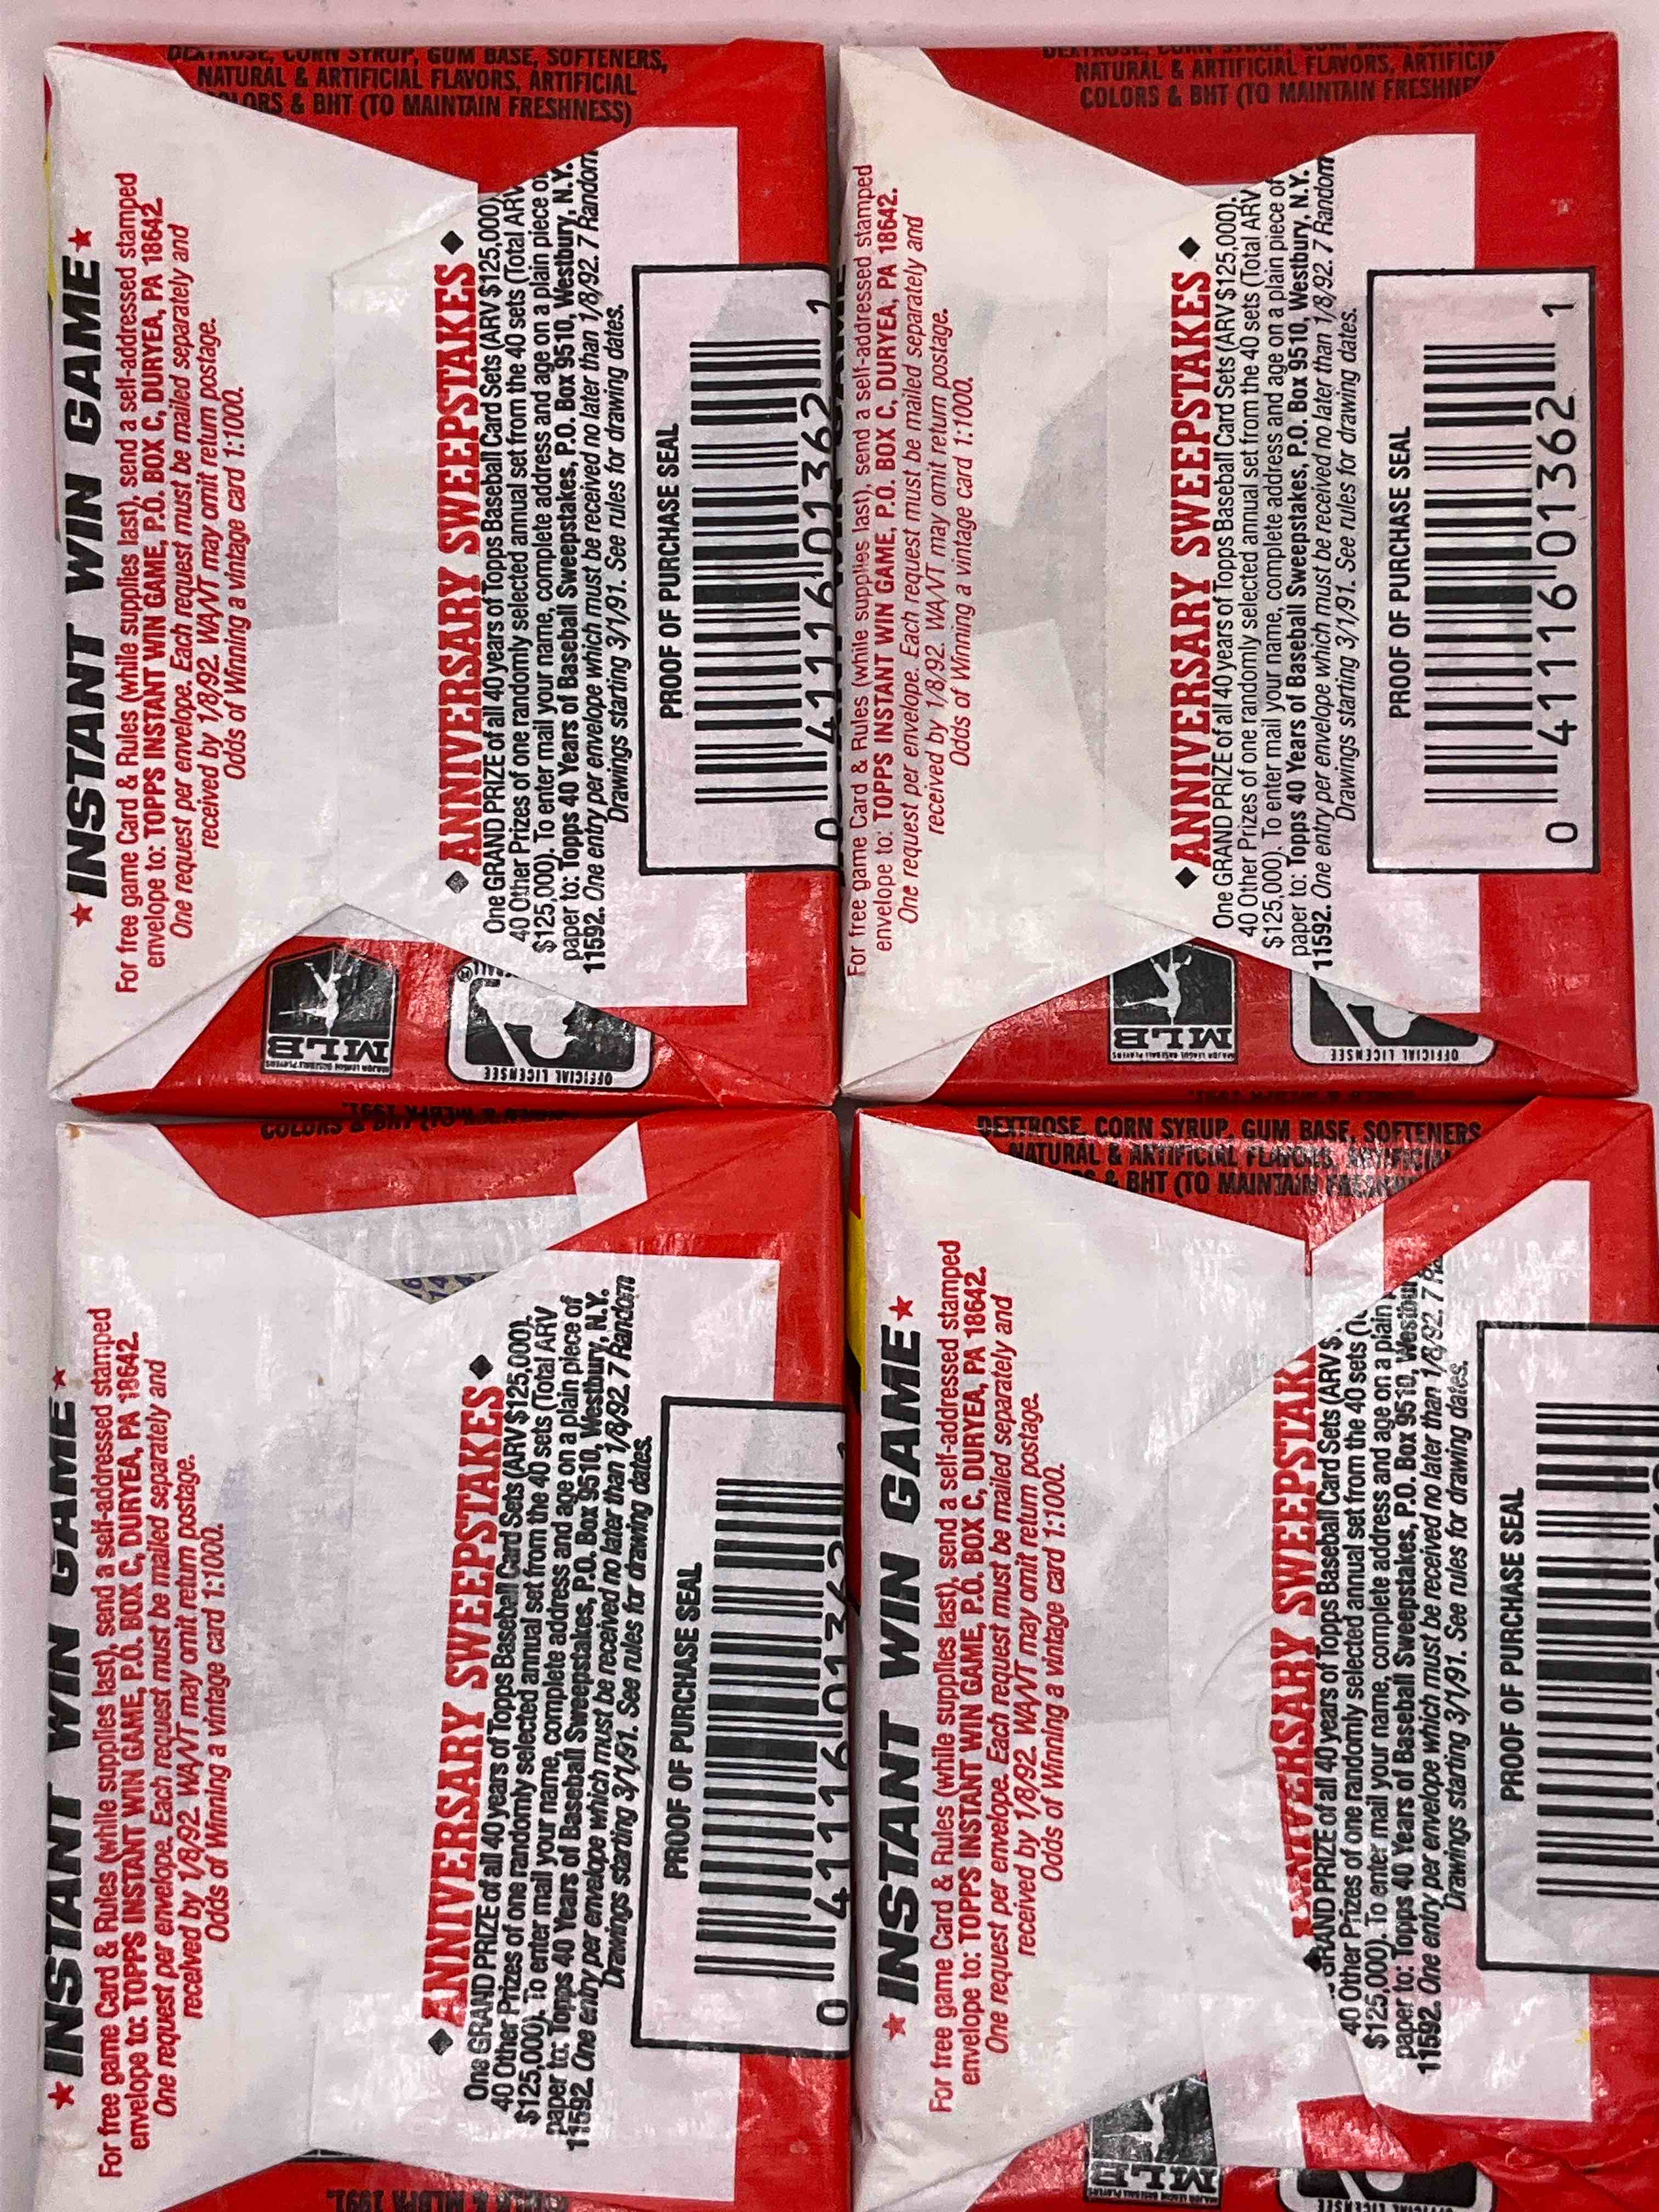 DEXTROSE, CORN SYRUP, GUM BASE, SOFTENERS,
NATURAL & ARTIFICIAL FLAVORS, ARTIFICIAL
& BHT (TO MAINTAIN FRESHNESS)
★ INSTANT WIN GAME ★
For free game Card & Rules (while supplies last), send a self-addressed stamped
envelope to: TOPPS INSTANT WIN GAME, P.O. BOX C, DURYEA, PA 18642.
One request per envelope. Each request must be mailed separately and
received by 1/8/92. WA/VT may omit return postage.
Odds of Winning a vintage card 1:1000.
◆ ANNIVERSARY SWEEPSTAKES ◆
One GRAND PRIZE of all 40 years of Topps Baseball Card Sets (ARV $125,000)
40 Other Prizes of one randomly selected annual set from the 40 sets (Total ARV
$125,000). To enter mail your name, complete address and age on a plain piece of
paper to: Topps 40 Years of Baseball Sweepstakes, P.O. Box 9510, Westbury, N.Y.
11592. One entry per envelope which must be received no later than 1/8/92. 7 Random
Drawings starting 3/1/91. See rules for drawing dates.
PROOF OF PURCHASE SEAL
0 41116 01362 1
MLB
MAJOR LEAGUE BASEBALL PLAYERS
OFFICIAL LICENSEE
NATURAL & ARTIFICIAL FLAVORS,
COLORS & BHT (TO MAINTAIN
For free game Card & Rules (while supplies last), send a self-addressed stamped
envelope to: TOPPS INSTANT WIN GAME, P.O. BOX C, DURYEA, PA 18642.
One request per envelope. Each request must be mailed separately and
received by 1/8/92. WA/VT may omit return postage.
Odds of Winning a vintage card 1:1000.
◆ ANNIVERSARY SWEEPSTAKES ◆
One GRAND PRIZE of all 40 years of Topps Baseball Card Sets (ARV $125,000).
40 Other Prizes of one randomly selected annual set from the 40 sets (Total ARV
$125,000). To enter mail your name, complete address and age on a plain piece of
paper to: Topps 40 Years of Baseball Sweepstakes, P.O. Box 9510, Westbury, N.Y.
11592. One entry per envelope which must be received no later than 1/8/92. 7 Random
Drawings starting 3/1/91. See rules for drawing dates.
PROOF OF PURCHASE SEAL
0 41116 01362 1
MLB
MAJOR LEAGUE BASEBALL PLAYERS
OFFICIAL LICENSEE
★ INSTANT WIN GAME ★
For free game Card & Rules (while supplies last), send a self-addressed stamped
envelope to: TOPPS INSTANT WIN GAME, P.O. BOX C, DURYEA, PA 18642.
One request per envelope. Each request must be mailed separately and
received by 1/8/92. WA/VT may omit return postage.
Odds of Winning a vintage card 1:1000.
◆ ANNIVERSARY SWEEPSTAKES ◆
One GRAND PRIZE of all 40 years of Topps Baseball Card Sets (ARV $125,000).
40 Other Prizes of one randomly selected annual set from the 40 sets (Total ARV
$125,000). To enter mail your name, complete address and age on a plain piece of
paper to: Topps 40 Years of Baseball Sweepstakes, P.O. Box 9510, Westbury, N.Y.
11592. One entry per envelope which must be received no later than 1/8/92. 7 Random
Drawings starting 3/1/91. See rules for drawing dates.
PROOF OF PURCHASE SEAL
0 41116 01362 1
& MLBPA 1991.
DEXTROSE, CORN SYRUP, GUM BASE, SOFTENERS
NATURAL & ARTIFICIAL FLAVORS,
& BHT (TO MAINTAIN
★ INSTANT WIN GAME ★
For free game Card & Rules (while supplies last), send a self-addressed stamped
envelope to: TOPPS INSTANT WIN GAME, P.O. BOX C, DURYEA, PA 18642.
One request per envelope. Each request must be mailed separately and
received by 1/8/92. WA/VT may omit return postage.
Odds of Winning a vintage card 1:1000.
GRAND PRIZE of all 40 years of Topps Baseball Card Sets (ARV $
40 Other Prizes of one randomly selected annual set from the 40 sets
$125,000). To enter mail your name, complete address and age on a plain
paper to: Topps 40 Years of Baseball Sweepstakes, P.O. Box 9510,
11592. One entry per envelope which must be received no later than 1/8/92. 7
Drawings starting 3/1/91. See rules for drawing dates.
PROOF OF PURCHASE SEAL
MLB
MAJOR LEAGUE BASEBALL PLAYERS
OFFICIAL LICENSEE